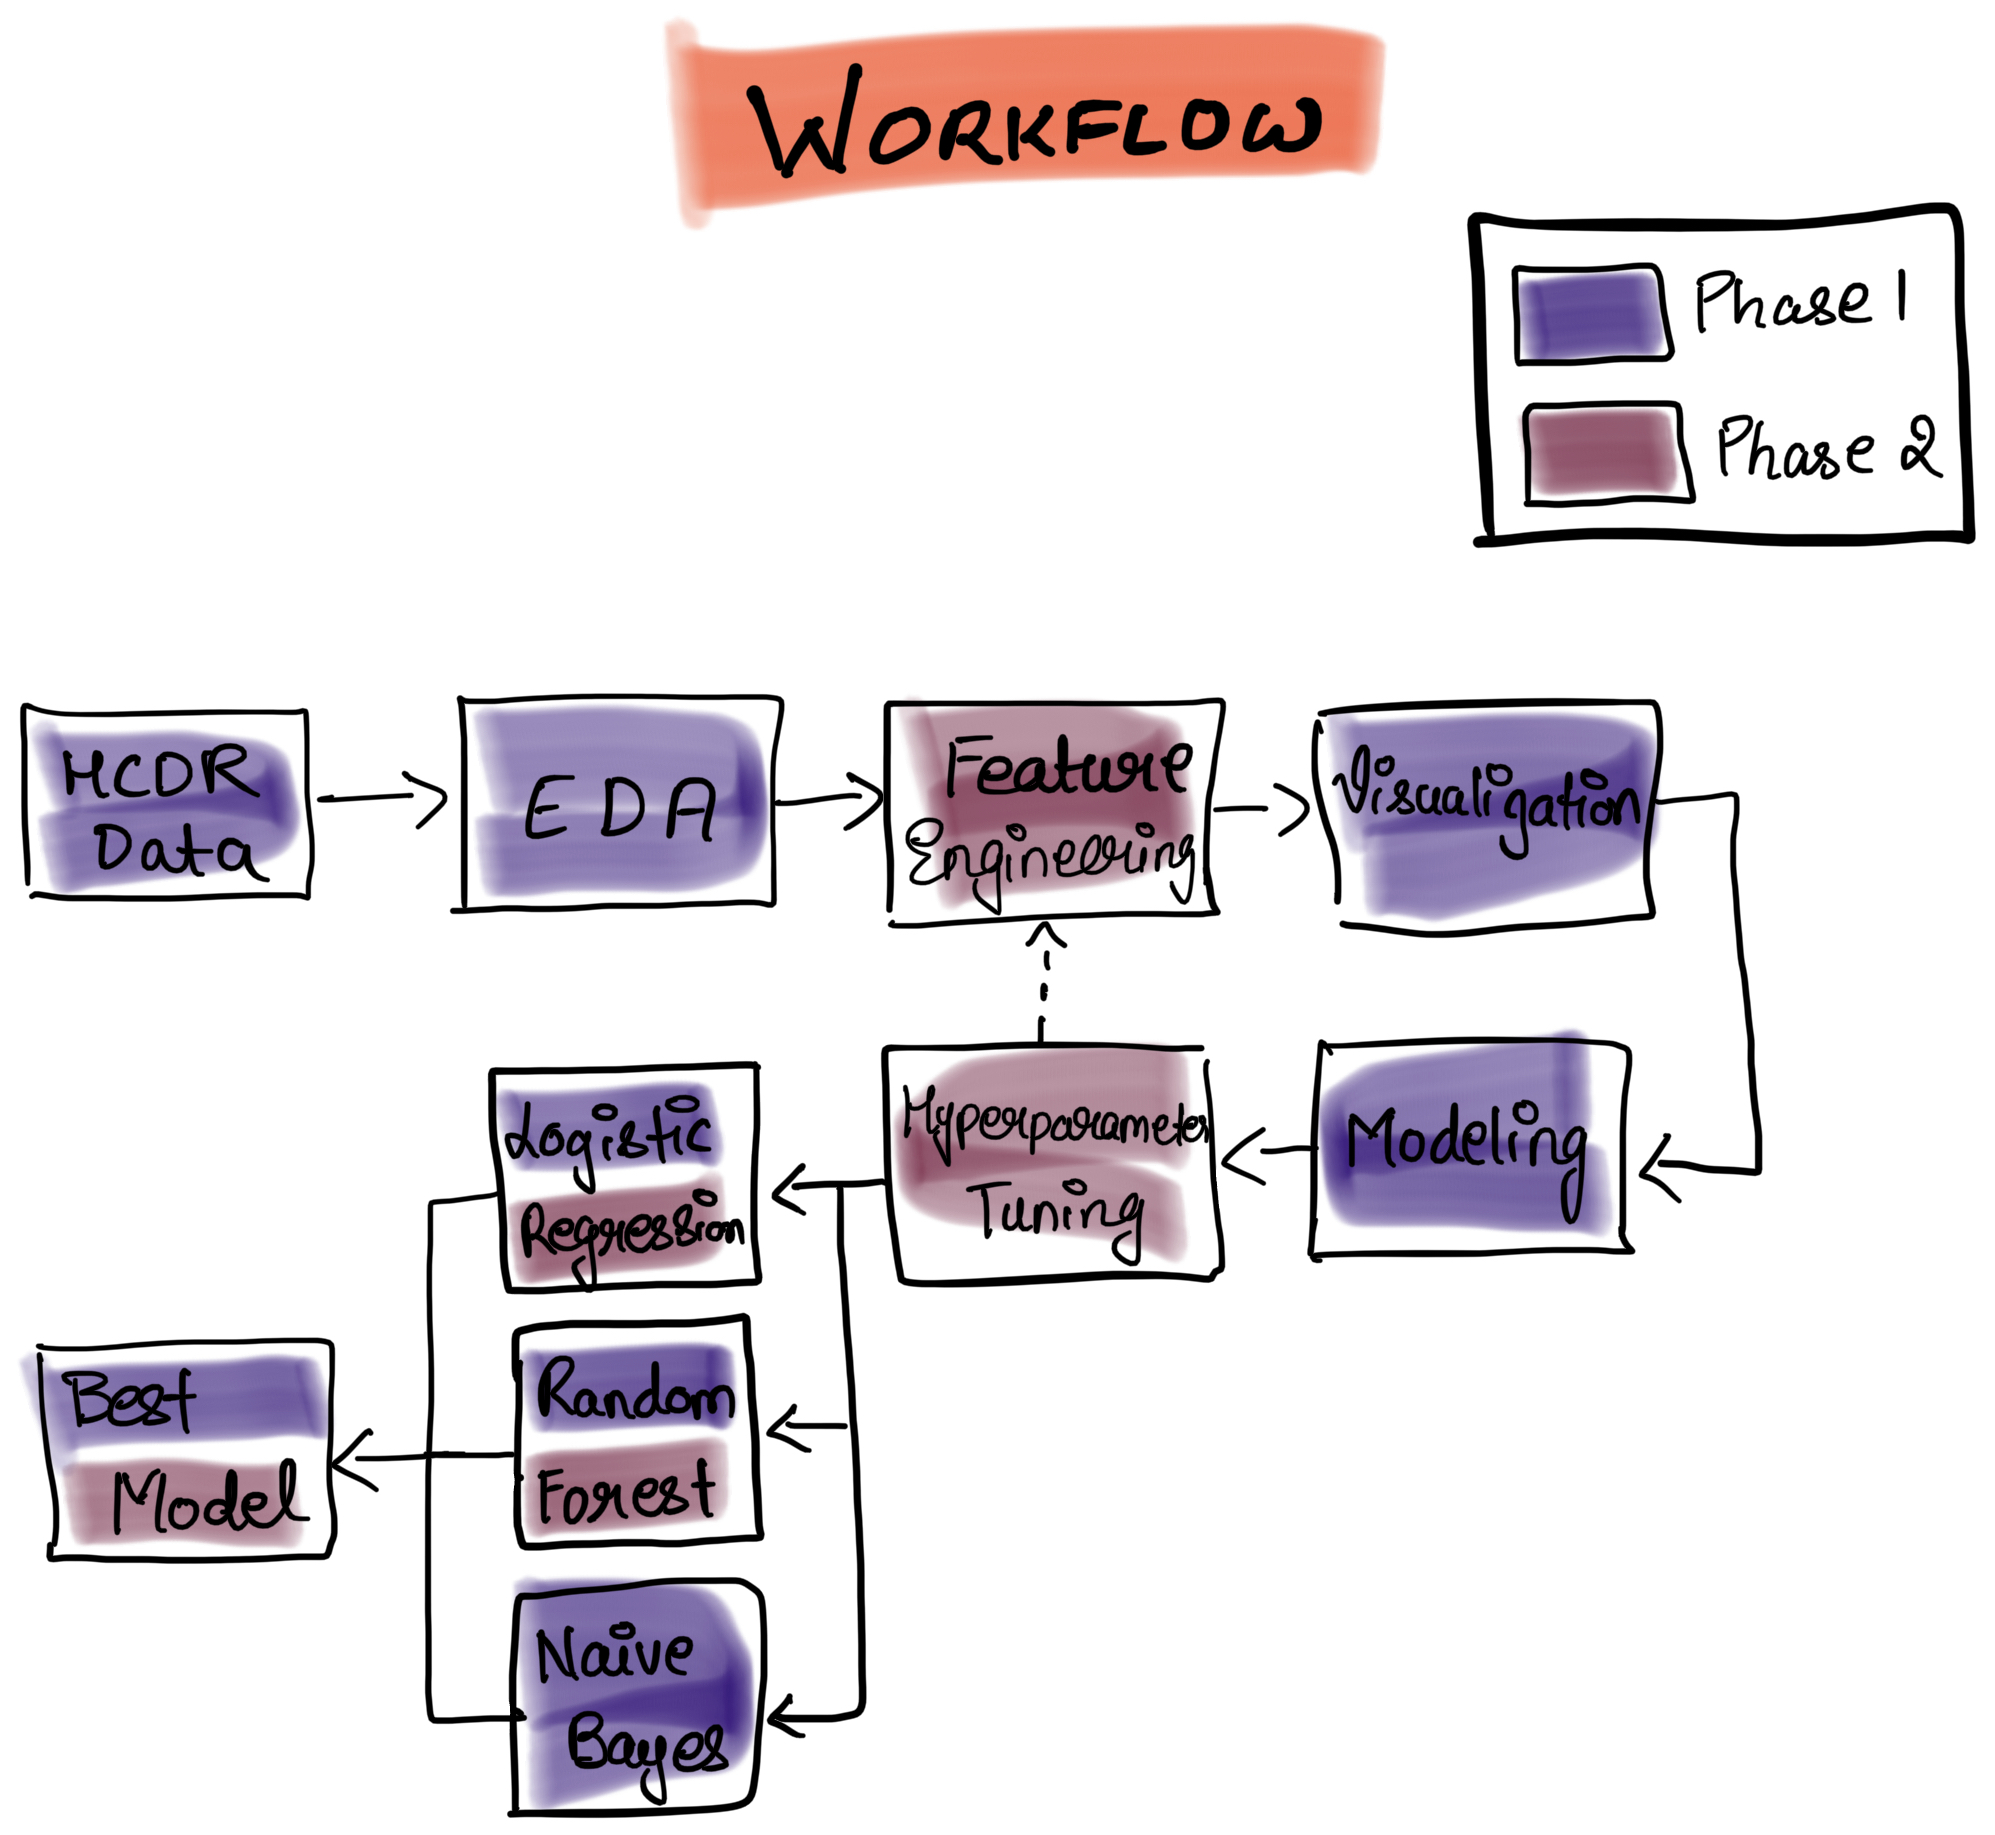 WORKFLOW
Phase 1
Phase 2
HCDR
Data
EDA
Feature
Engineering
Visualization
Modeling
Hyperparameter
Tuning
Logistic
Regression
Random
Forest
Naive
Bayes
Best
Model